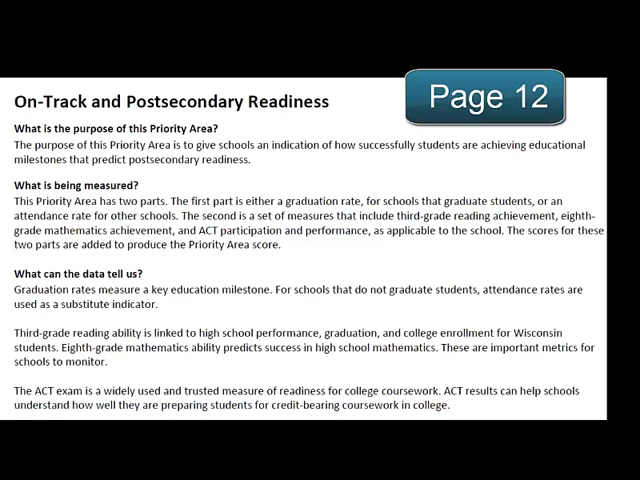 Page 12
On-Track and Postsecondary Readiness
What is the purpose of this Priority Area?
The purpose of this Priority Area is to give schools an indication of how successfully students are achieving educational
milestones that predict postsecondary readiness.
What is being measured?
This Priority Area has two parts. The first part is either a graduation rate, for schools that graduate students, or an
attendance rate for other schools. The second is a set of measures that include third-grade reading achievement, eighth-
grade mathematics achievement, and ACT participation and performance, as applicable to the school. The scores for these
two parts are added to produce the Priority Area score.
What can the data tell us?
Graduation rates measure a key education milestone. For schools that do not graduate students, attendance rates are
used as a substitute indicator.
Third-grade reading ability is linked to high school performance, graduation, and college enrollment for Wisconsin
students. Eighth-grade mathematics ability predicts success in high school mathematics. These are important metrics for
schools to monitor.
The ACT exam is a widely used and trusted measure of readiness for college coursework. ACT results can help schools
understand how well they are preparing students for credit-bearing coursework in college.